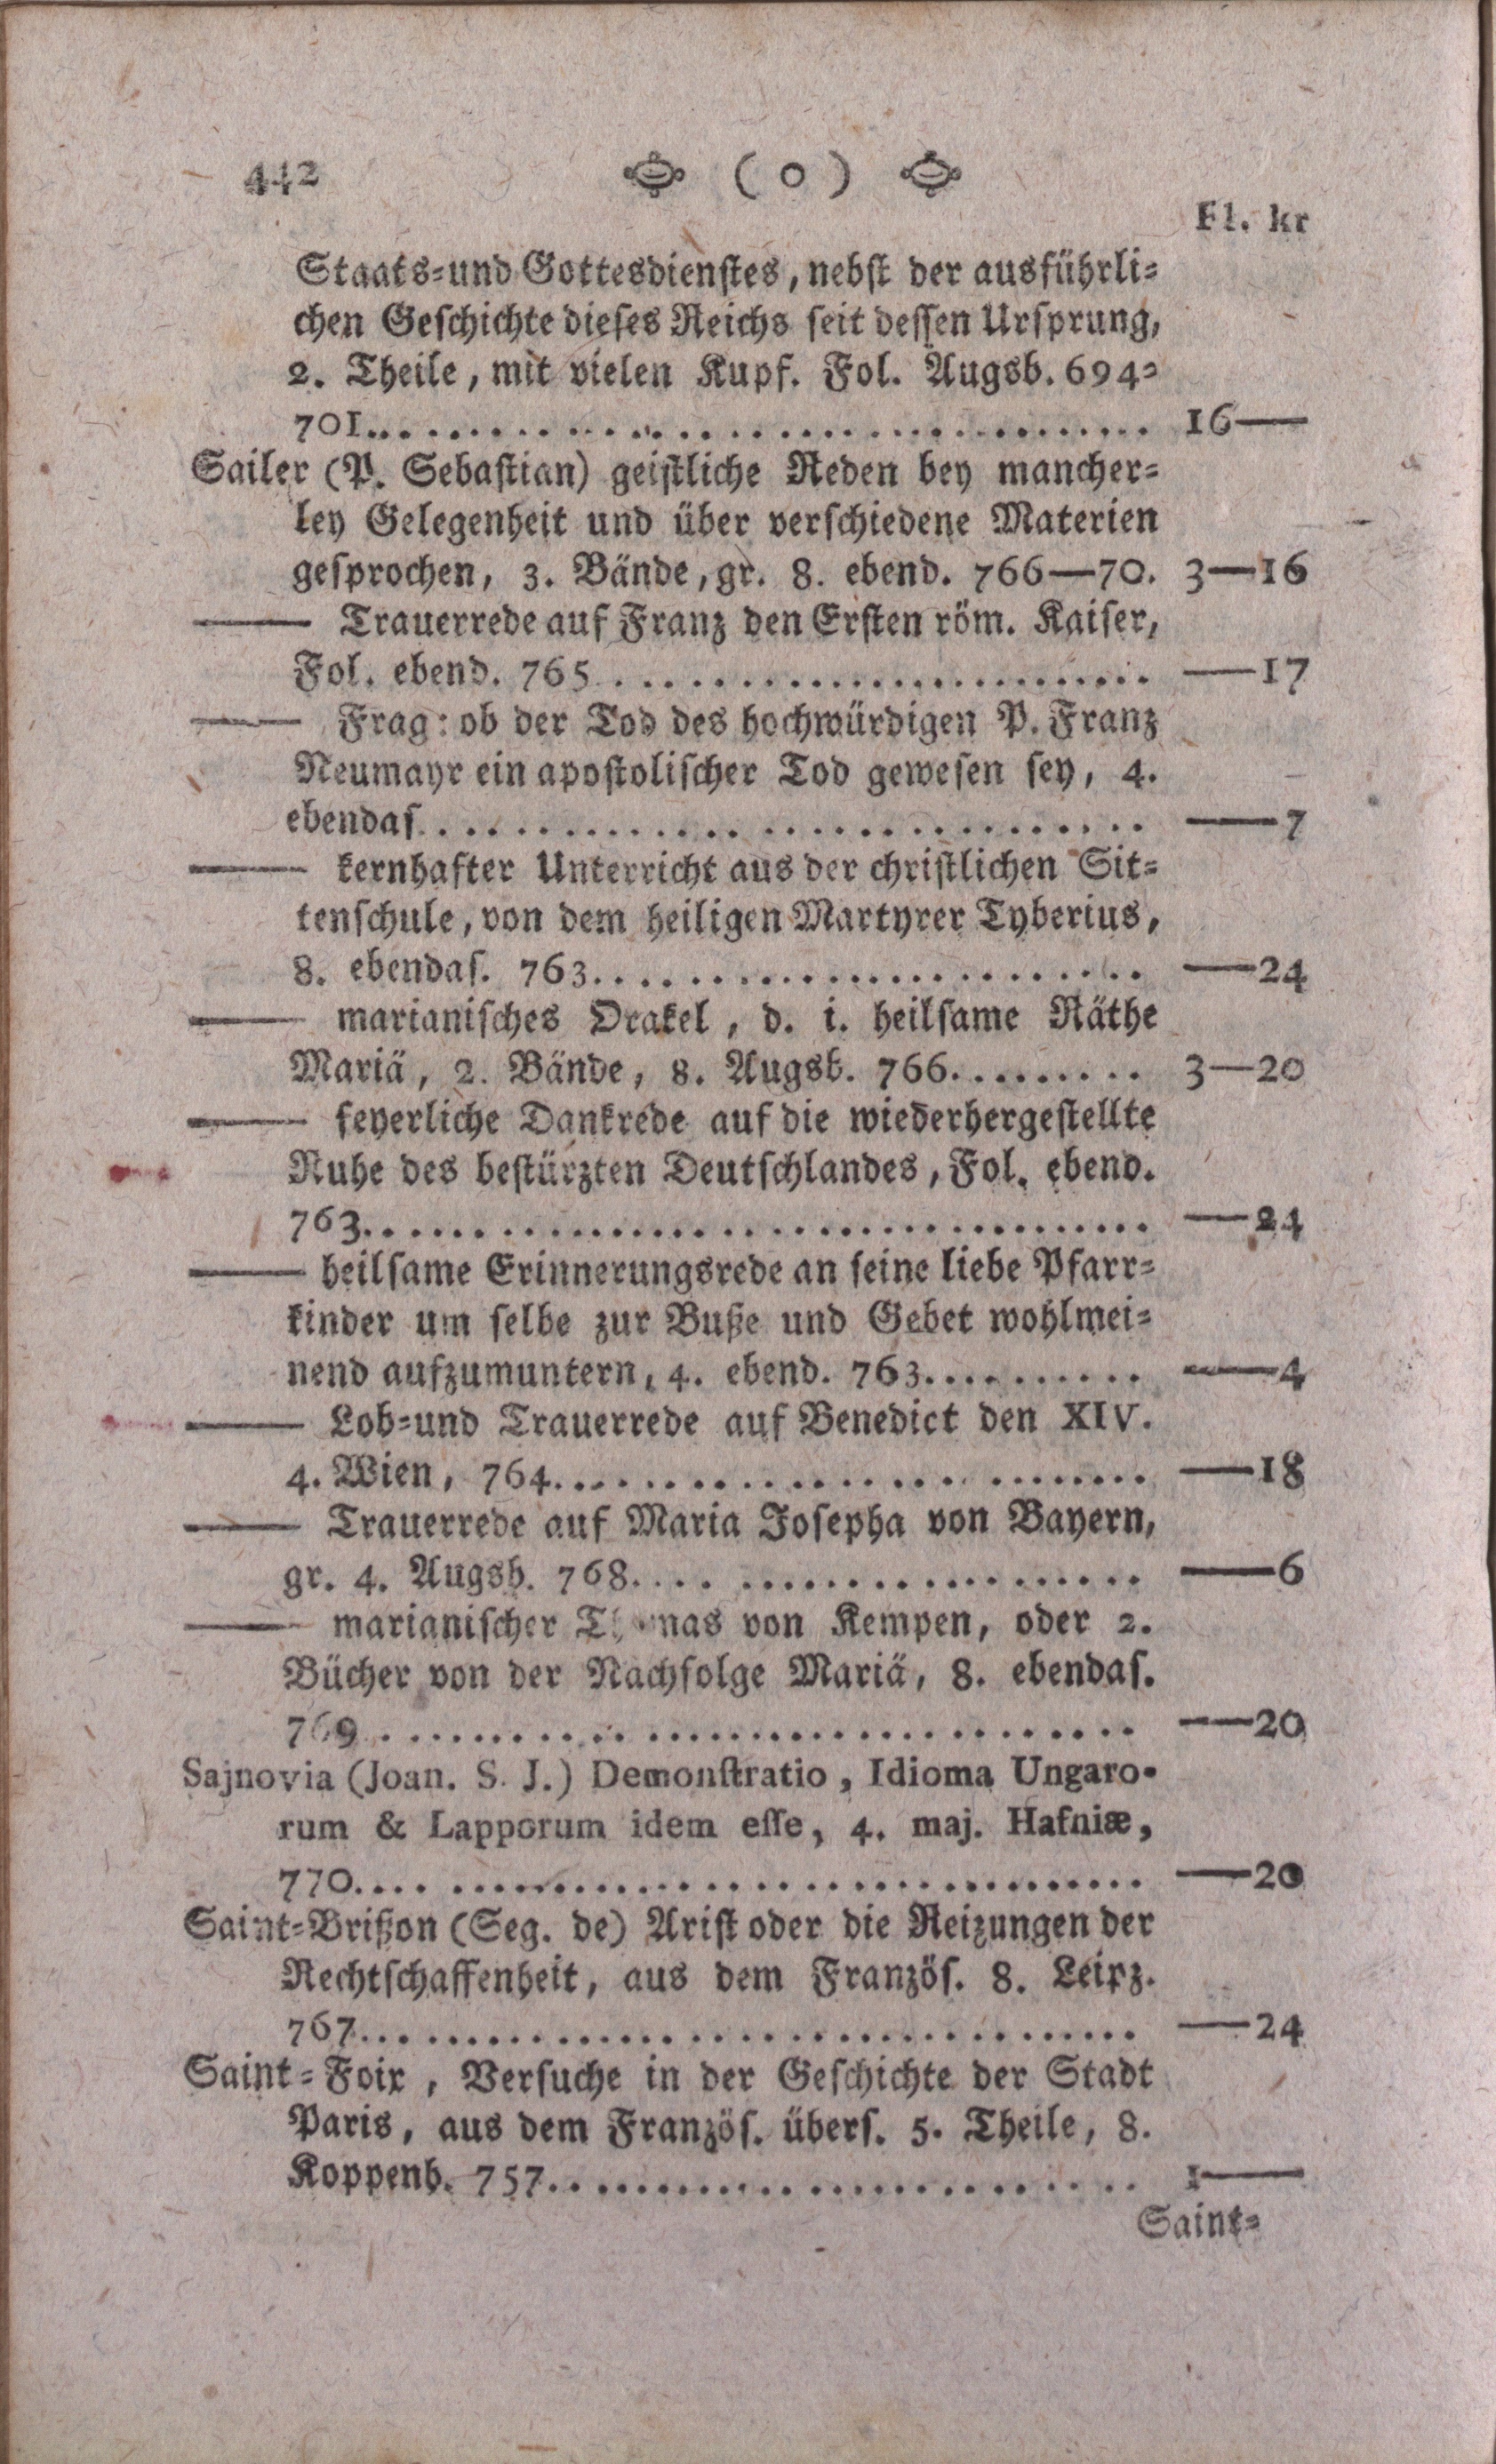 442 ( o )
Fl. kr
Staats=und Gottesdienstes, nebst der ausführli=
chen Geschichte dieses Reichs seit dessen Ursprung,
2. Theile, mit vielen Kupf. Fol. Augsb. 694=
701........................................ 16—
Sailer (P. Sebastian) geistliche Reden bey mancher=
ley Gelegenheit und über verschiedene Materien
gesprochen, 3. Bände, gr. 8. ebend. 766—70. 3—16
—— Trauerrede auf Franz den Ersten röm. Kaiser,
Fol. ebend. 765........................... —17
—— Frag: ob der Tod des hochwürdigen P. Franz
Neumayr ein apostolischer Tod gewesen sey, 4.
ebendas.................................... —7
—— kernhafter Unterricht aus der christlichen Sit=
tenschule, von dem heiligen Martyrer Tyberius,
8. ebendas. 763........................... —24
—— marianisches Orakel, d. i. heilsame Räthe
Mariä, 2. Bände, 8. Augsb. 766......... 3—20
—— feyerliche Dankrede auf die wiederhergestellte
Ruhe des bestürzten Deutschlandes, Fol. ebend.
763........................................ —24
—— heilsame Erinnerungsrede an seine liebe Pfarr=
kinder um selbe zur Buße und Gebet wohlmei=
nend aufzumuntern, 4. ebend. 763.......... —4
—— Lob=und Trauerrede auf Benedict den XIV.
4. Wien, 764............................... —18
—— Trauerrede auf Maria Josepha von Bayern,
gr. 4. Augsb. 768.......................... —6
—— marianischer Thomas von Kempen, oder 2.
Bücher von der Nachfolge Mariä, 8. ebendas.
769........................................ —20
Sajnovia (Joan. S. J.) Demonſtratio, Idioma Ungaro-
rum & Lapporum idem eſſe, 4. maj. Hafniæ,
770........................................ —20
Saint=Brißon (Seg. de) Arist oder die Reizungen der
Rechtschaffenheit, aus dem Französ. 8. Leipz.
767........................................ —24
Saint=Foix, Versuche in der Geschichte der Stadt
Paris, aus dem Französ. übers. 5. Theile, 8.
Koppenh. 757............................... 1—
Saint=